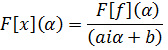 F[x](α) = F[f](α) / (aiα + b)